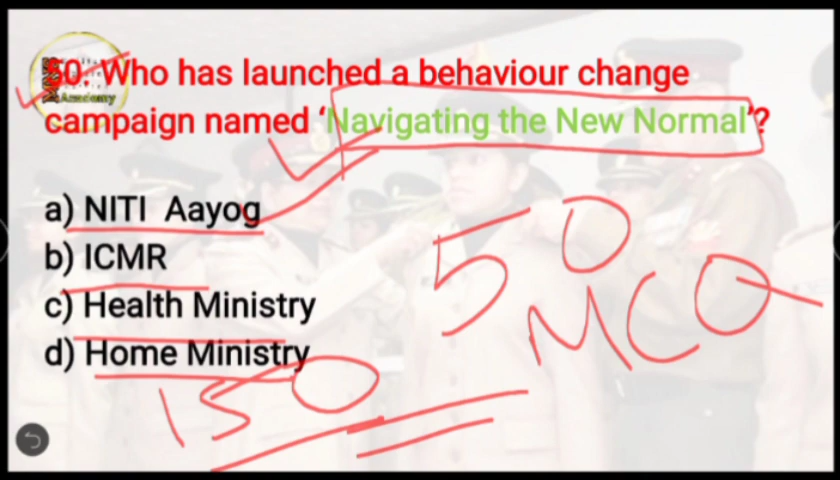 50. Who has launched a behaviour change
campaign named ‘Navigating the New Normal’?
a) NITI Aayog
b) ICMR
c) Health Ministry
d) Home Ministry
50
MCQ
150
Academy